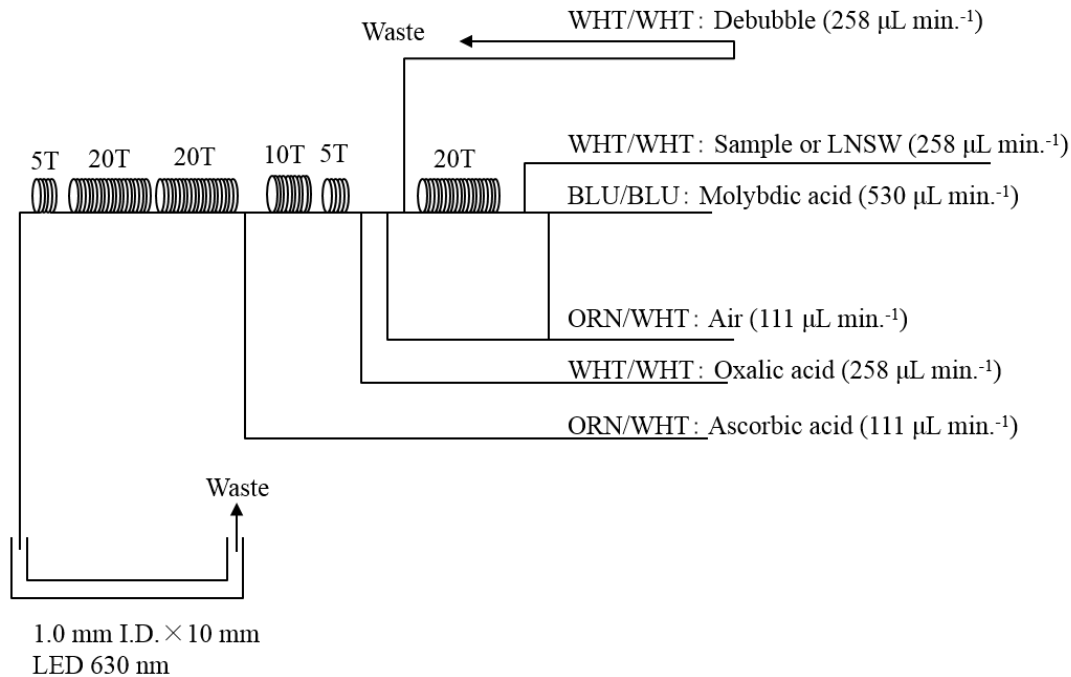 WHT/WHT: Debubble (258 μL min.⁻¹)
Waste
WHT/WHT: Sample or LNSW (258 μL min.⁻¹)
5T 20T 20T 10T 5T 20T
BLU/BLU: Molybdic acid (530 μL min.⁻¹)
ORN/WHT: Air (111 μL min.⁻¹)
WHT/WHT: Oxalic acid (258 μL min.⁻¹)
ORN/WHT: Ascorbic acid (111 μL min.⁻¹)
Waste
1.0 mm I.D.×10 mm
LED 630 nm